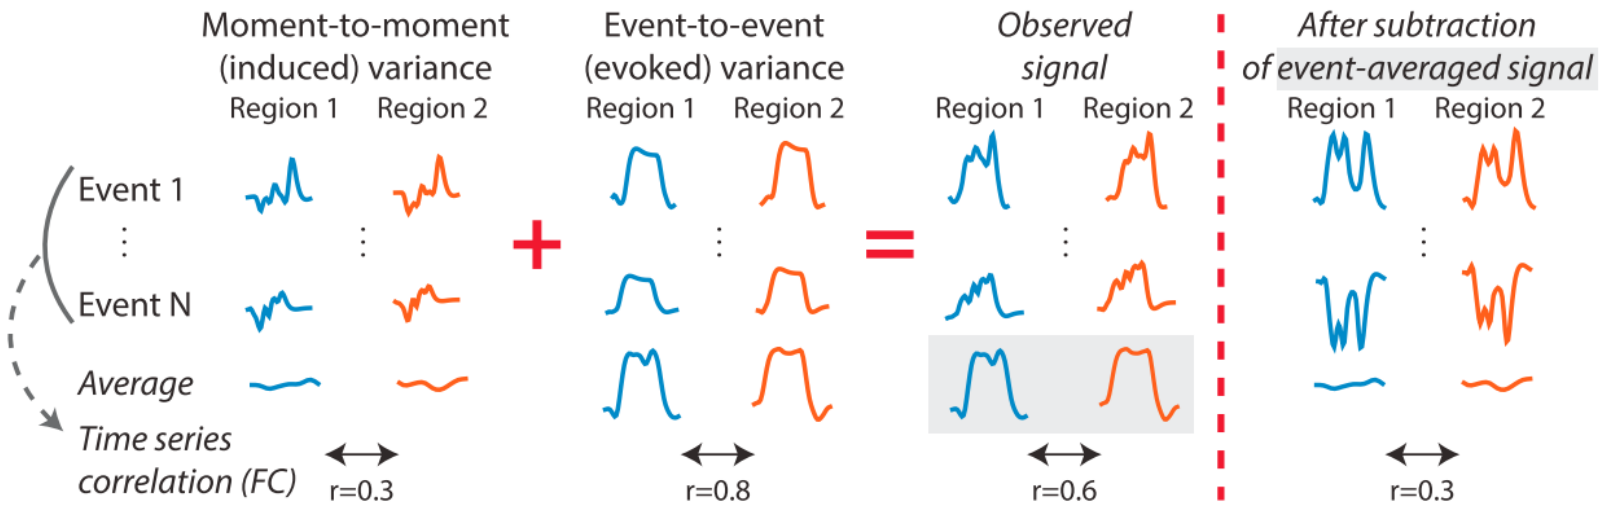 Moment-to-moment
(induced) variance
Event-to-event
(evoked) variance
Observed
signal
After subtraction
of event-averaged signal
Region 1 Region 2 Region 1 Region 2 Region 1 Region 2 Region 1 Region 2
Event 1
+ =
Event N
Average
Time series
correlation (FC)
r=0.3 r=0.8 r=0.6 r=0.3